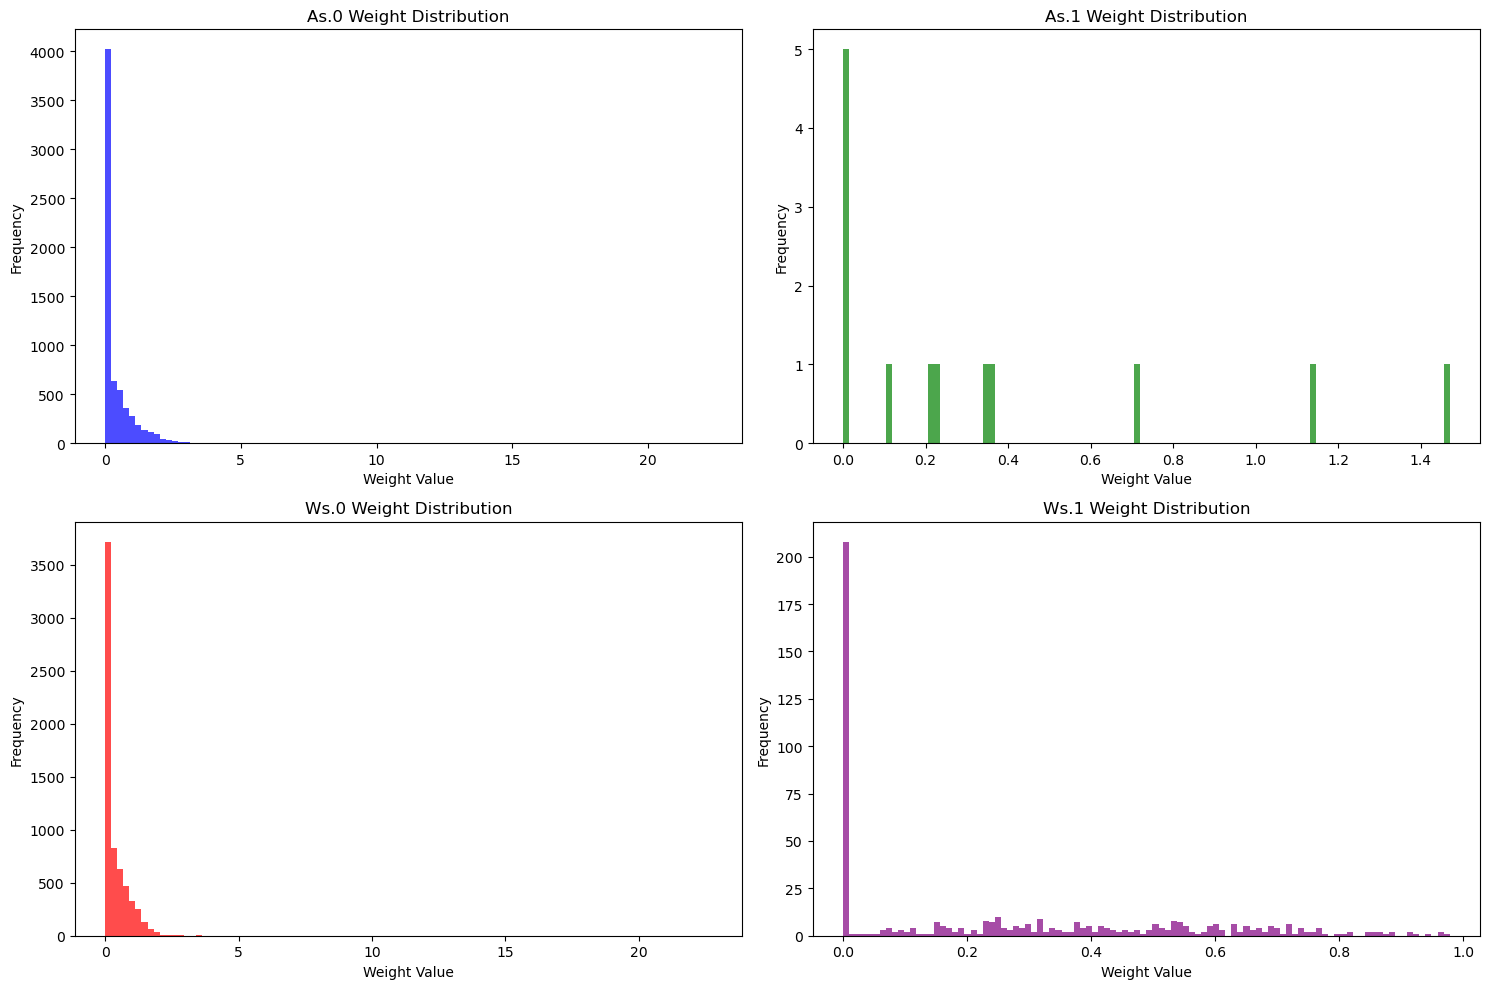 As.0 Weight Distribution
4000
3500
3000
2500
2000
1500
1000
500
0
Frequency
0 5 10 15 20
Weight Value
As.1 Weight Distribution
5
4
3
2
1
0
Frequency
0.0 0.2 0.4 0.6 0.8 1.0 1.2 1.4
Weight Value
Ws.0 Weight Distribution
3500
3000
2500
2000
1500
1000
500
0
Frequency
0 5 10 15 20
Weight Value
Ws.1 Weight Distribution
200
175
150
125
100
75
50
25
0
Frequency
0.0 0.2 0.4 0.6 0.8 1.0
Weight Value